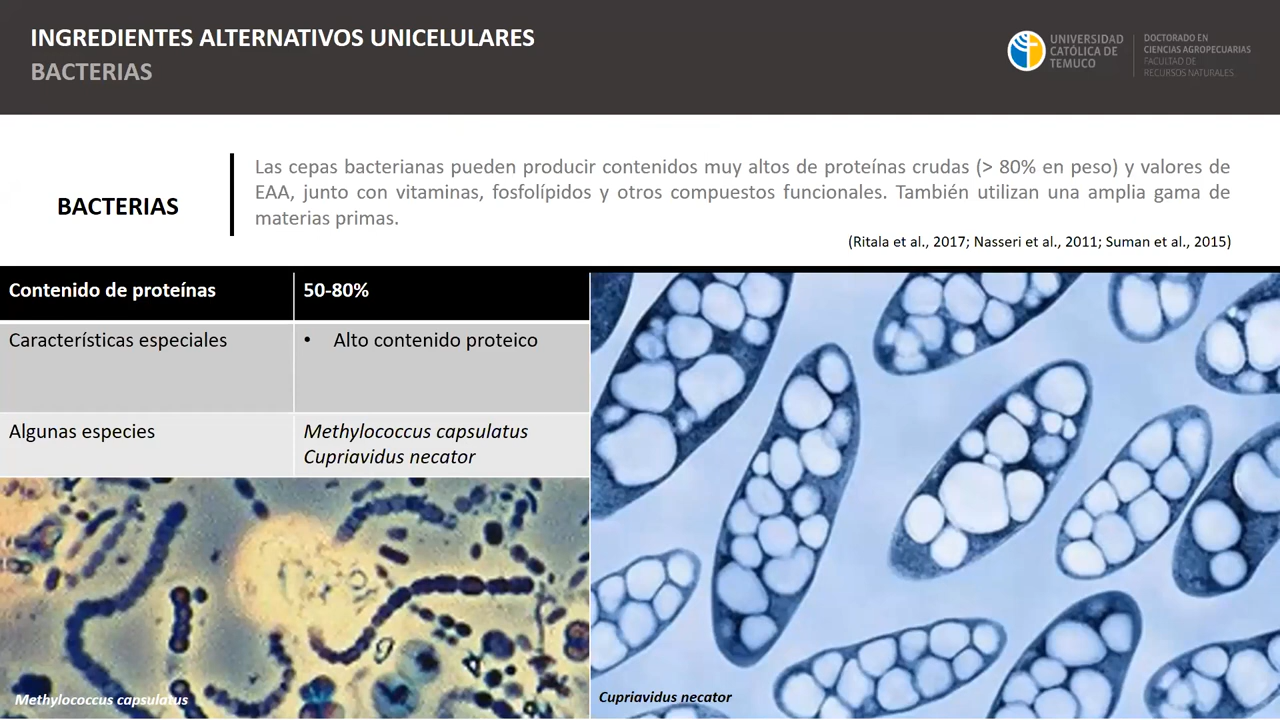 INGREDIENTES ALTERNATIVOS UNICELULARES
BACTERIAS
UNIVERSIDAD
CATÓLICA DE
TEMUCO
DOCTORADO EN
CIENCIAS AGROPECUARIAS
FACULTAD DE
RECURSOS NATURALES
BACTERIAS
Las cepas bacterianas pueden producir contenidos muy altos de proteínas crudas (> 80% en peso) y valores de
EAA, junto con vitaminas, fosfolípidos y otros compuestos funcionales. También utilizan una amplia gama de
materias primas.
(Ritala et al., 2017; Nasseri et al., 2011; Suman et al., 2015)
Contenido de proteínas 50-80%
Características especiales • Alto contenido proteico
Algunas especies Methylococcus capsulatus
Cupriavidus necator
Methylococcus capsulatus
Cupriavidus necator